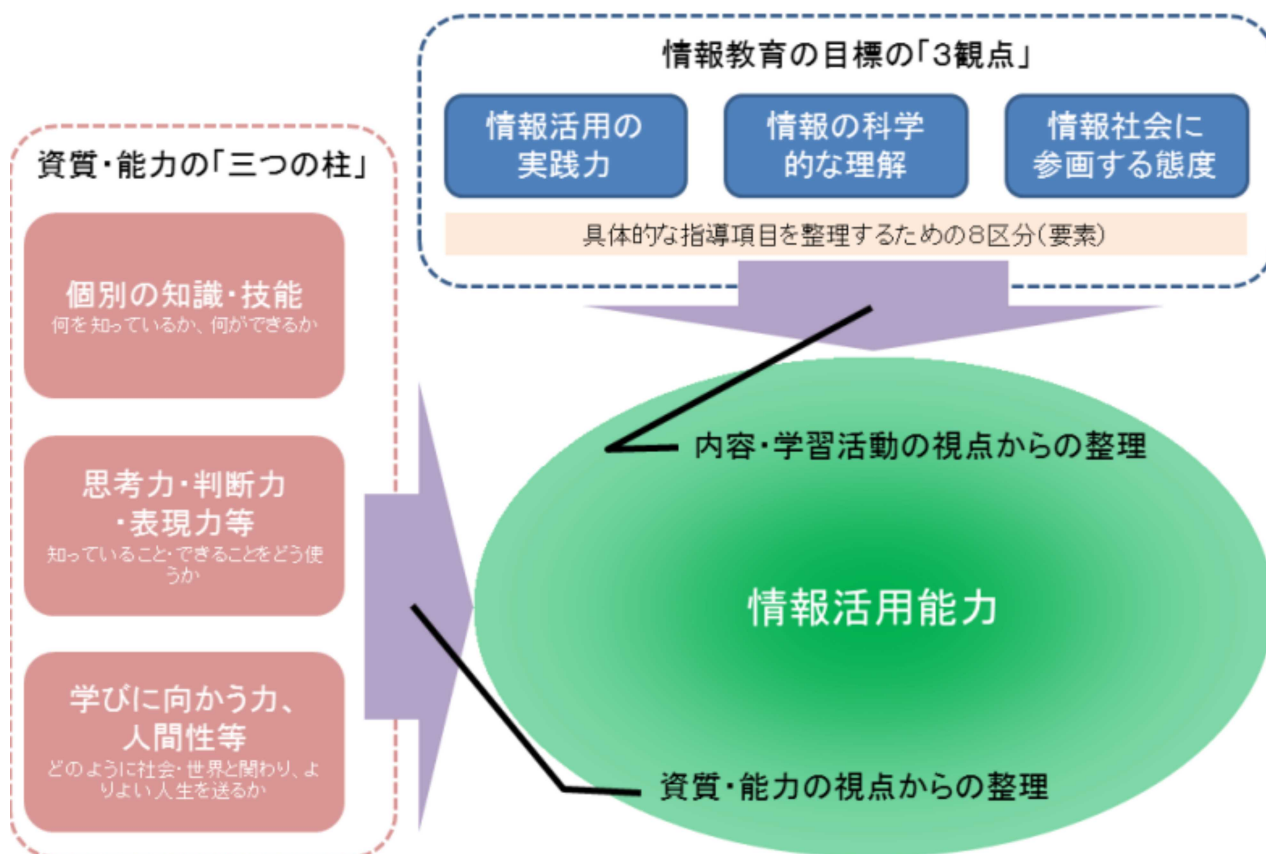 情報教育の目標の「３観点」
情報活用の
実践力
情報の科学
的な理解
情報社会に
参画する態度
具体的な指導項目を整理するための８区分(要素)
資質・能力の「三つの柱」
個別の知識・技能
何を知っているか、何ができるか
思考力・判断力
・表現力等
知っていること・できることをどう使
うか
学びに向かう力、
人間性等
どのように社会・世界と関わり、よ
りよい人生を送るか
内容・学習活動の視点からの整理
情報活用能力
資質・能力の視点からの整理